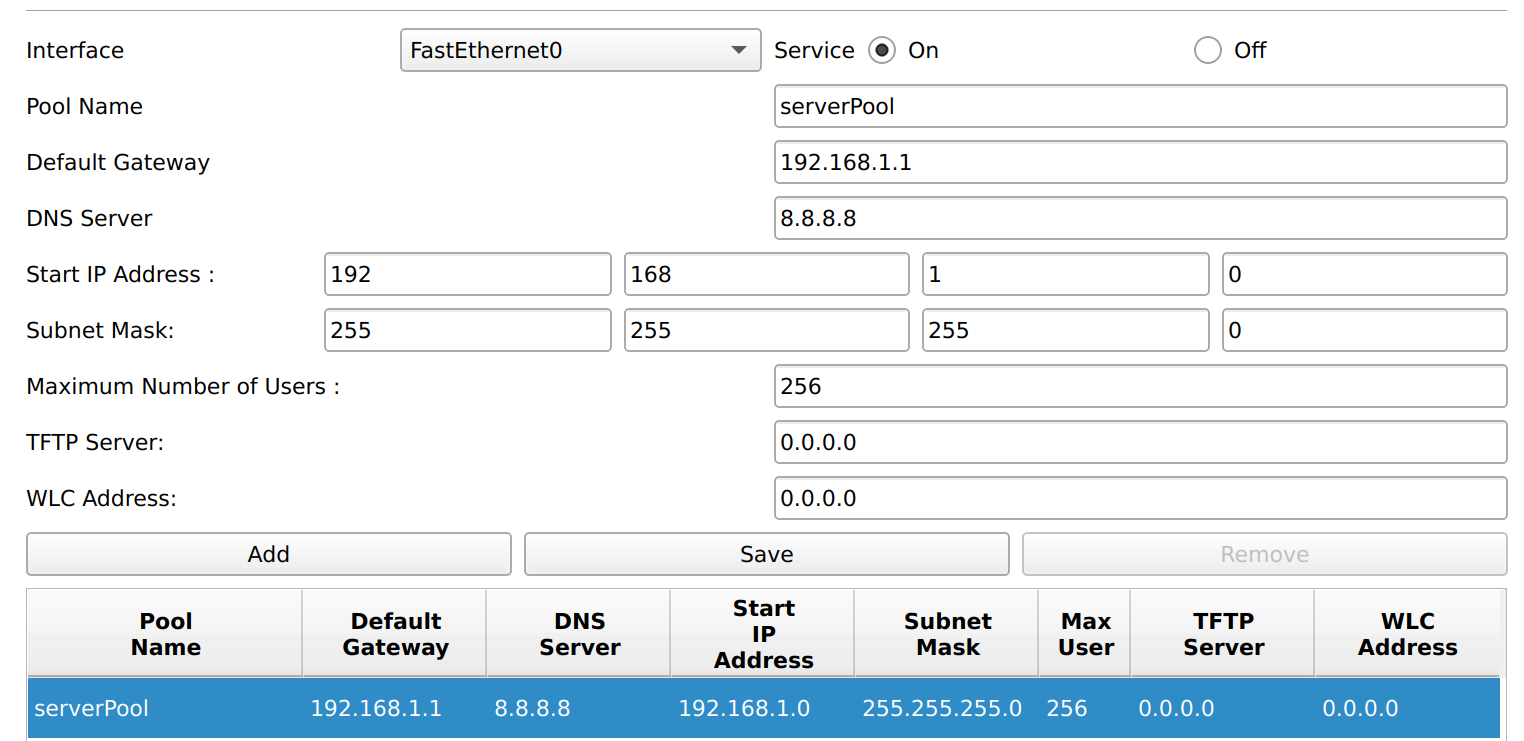 Interface FastEthernet0 Service On Off
Pool Name serverPool
Default Gateway 192.168.1.1
DNS Server 8.8.8.8
Start IP Address : 192 168 1 0
Subnet Mask: 255 255 255 0
Maximum Number of Users : 256
TFTP Server: 0.0.0.0
WLC Address: 0.0.0.0
Add Save Remove
Pool Name Default Gateway DNS Server Start IP Address Subnet Mask Max User TFTP Server WLC Address
serverPool 192.168.1.1 8.8.8.8 192.168.1.0 255.255.255.0 256 0.0.0.0 0.0.0.0